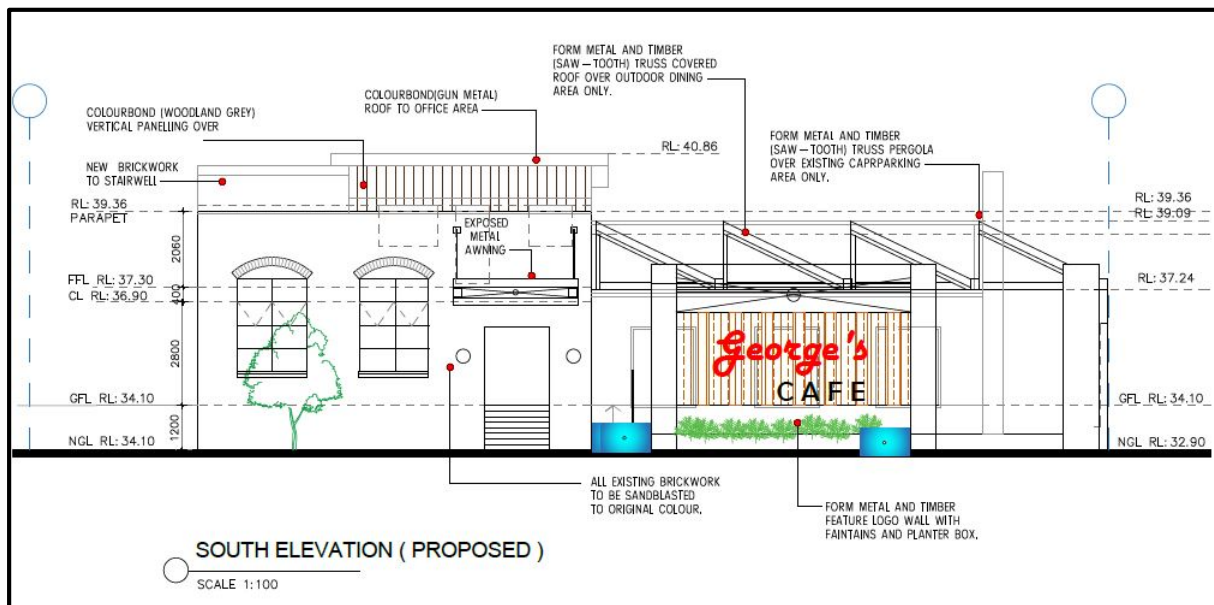 FORM METAL AND TIMBER
(SAW-TOOTH) TRUSS COVERED
ROOF OVER OUTDOOR DINING
AREA ONLY.
COLOURBOND(GUN METAL)
ROOF TO OFFICE AREA
COLOURBOND (WOODLAND GREY)
VERTICAL PANELLING OVER
FORM METAL AND TIMBER
(SAW-TOOTH) TRUSS PERGOLA
OVER EXISTING CAPRPARKING
AREA ONLY.
RL: 40.86
NEW BRICKWORK
TO STAIRWELL
RL: 39.36
PARAPET
RL: 39.36
RL: 39.09
EXPOSED
METAL
AWNING
2060
FFL RL: 37.30
RL: 37.24
400
CL RL: 36.90
2800
George's
CAFE
GFL RL: 34.10
GFL RL: 34.10
1200
NGL RL: 34.10
NGL RL: 32.90
ALL EXISTING BRICKWORK
TO BE SANDBLASTED
TO ORIGINAL COLOUR.
FORM METAL AND TIMBER
FEATURE LOGO WALL WITH
FAINTAINS AND PLANTER BOX.
SOUTH ELEVATION ( PROPOSED )
SCALE 1:100